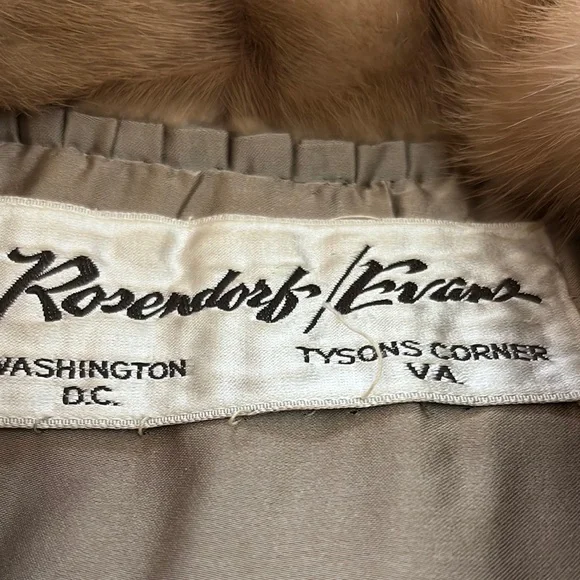 Rosendorf/Evans
WASHINGTON TYSONS CORNER
D.C. VA